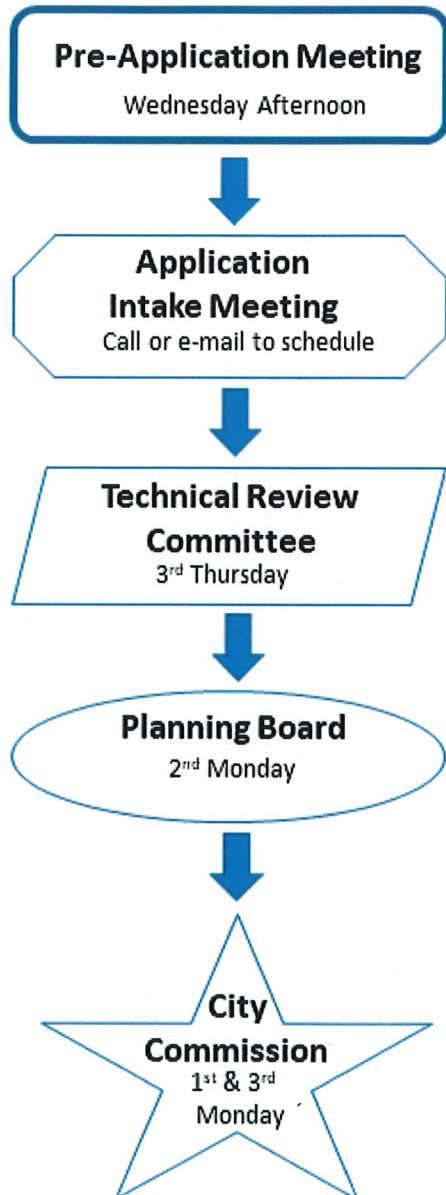 Pre-Application Meeting
Wednesday Afternoon
Application
Intake Meeting
Call or e-mail to schedule
Technical Review
Committee
3rd Thursday
Planning Board
2nd Monday
City
Commission
1st & 3rd
Monday